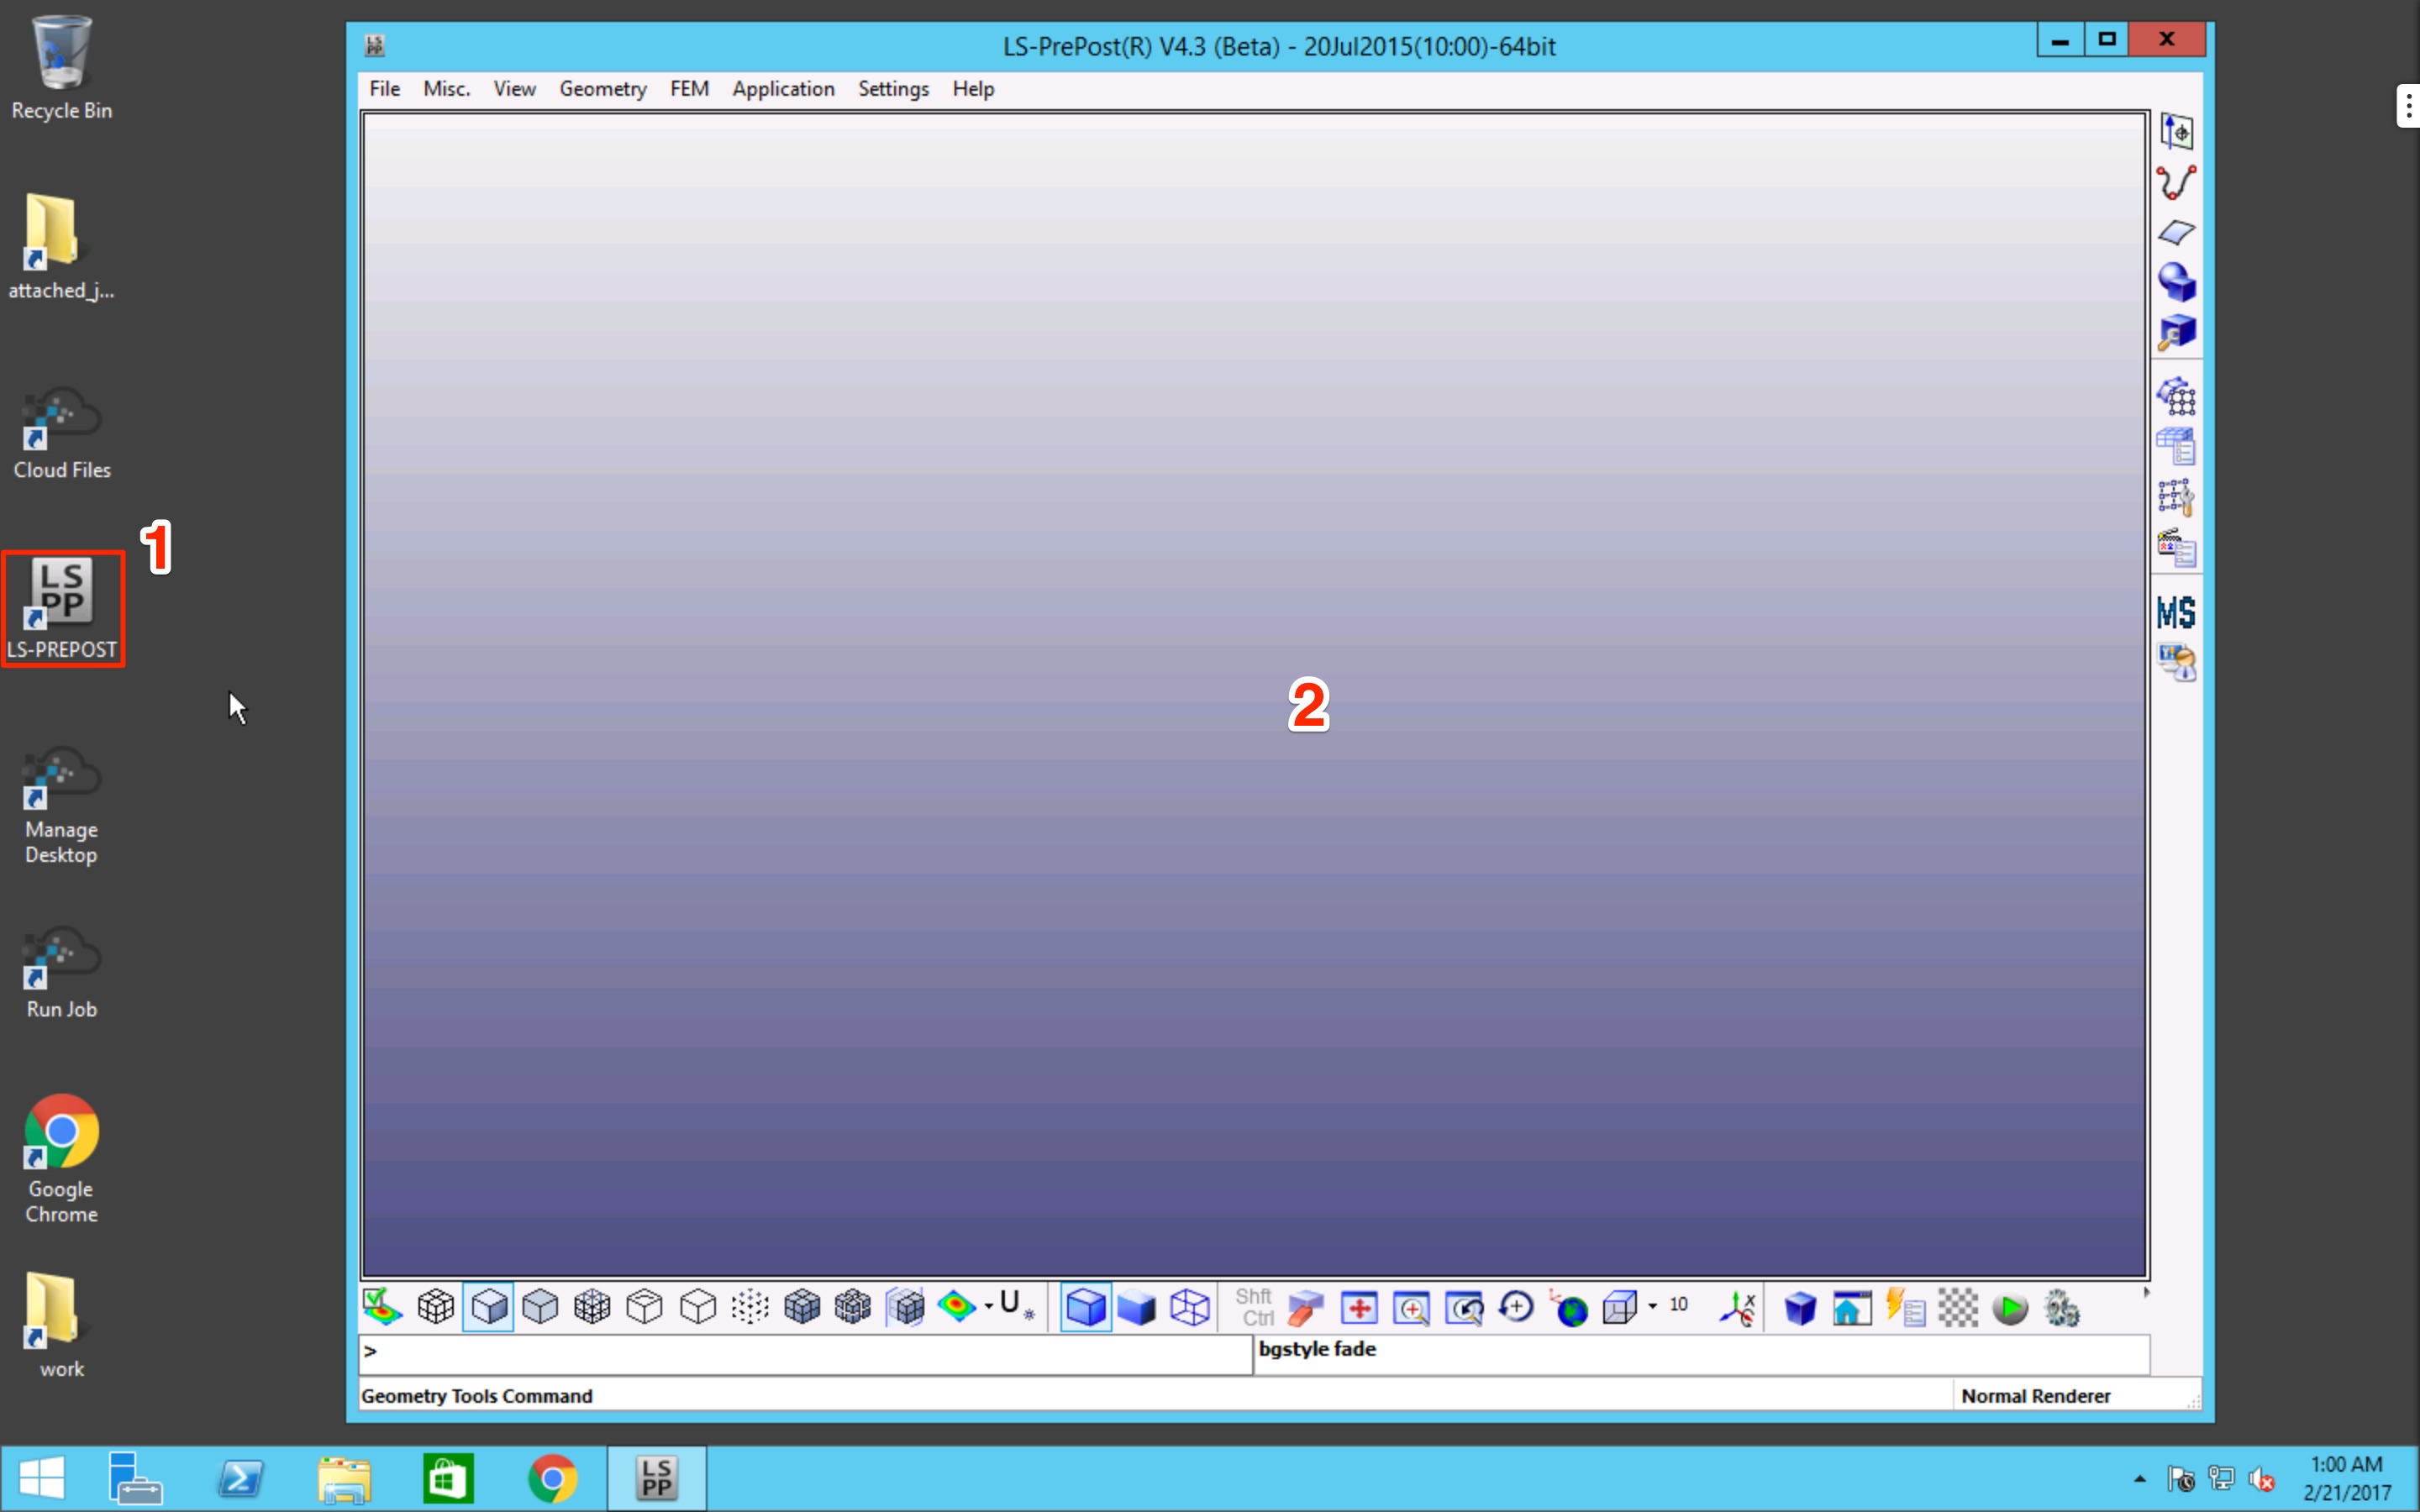 Recycle Bin
attached_j...
Cloud Files
LS
PP
LS-PREPOST
1
Manage
Desktop
Run Job
Google
Chrome
work
LS
PP
LS-PrePost(R) V4.3 (Beta) - 20Jul2015(10:00)-64bit
File Misc. View Geometry FEM Application Settings Help
2
MS
U
Shft
Ctrl
10
>
bgstyle fade
Geometry Tools Command
Normal Renderer
LS
PP
1:00 AM
2/21/2017